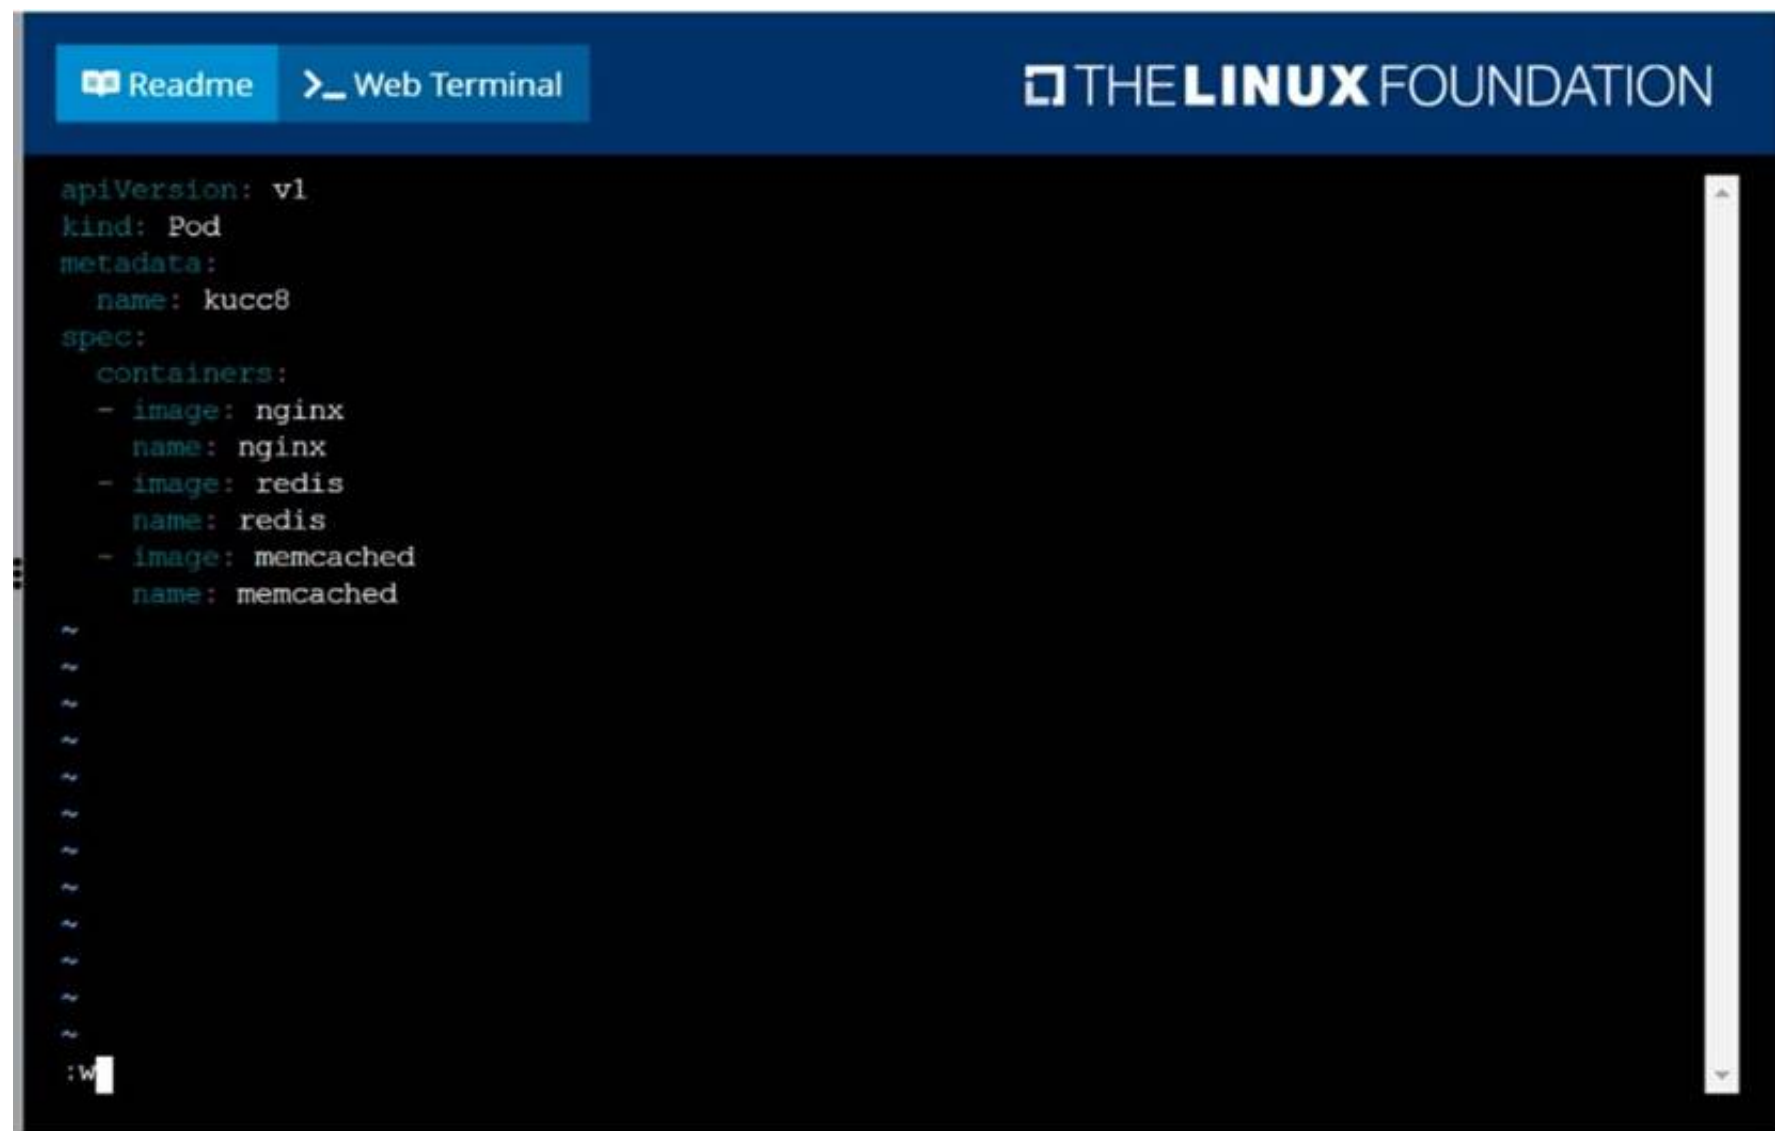 Readme >_ Web Terminal THE LINUX FOUNDATION
apiVersion: v1
kind: Pod
metadata:
  name: kucc8
spec:
  containers:
  - image: nginx
    name: nginx
  - image: redis
    name: redis
  - image: memcached
    name: memcached
~
~
~
~
~
~
~
~
~
~
~
~
:w